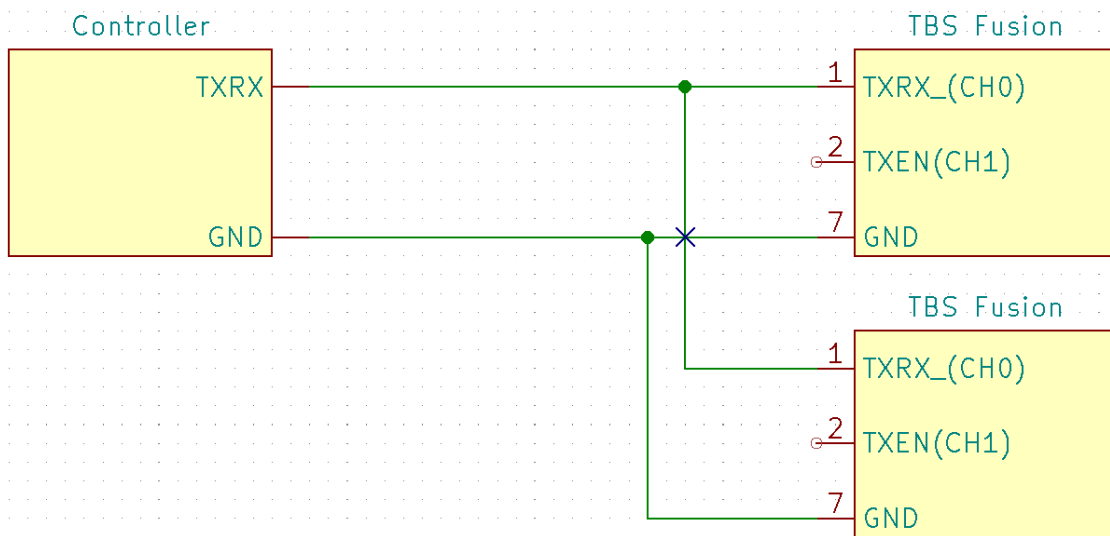 Controller
TXRX
GND
TBS Fusion
1 TXRX_(CH0)
2 TXEN(CH1)
7 GND
TBS Fusion
1 TXRX_(CH0)
2 TXEN(CH1)
7 GND